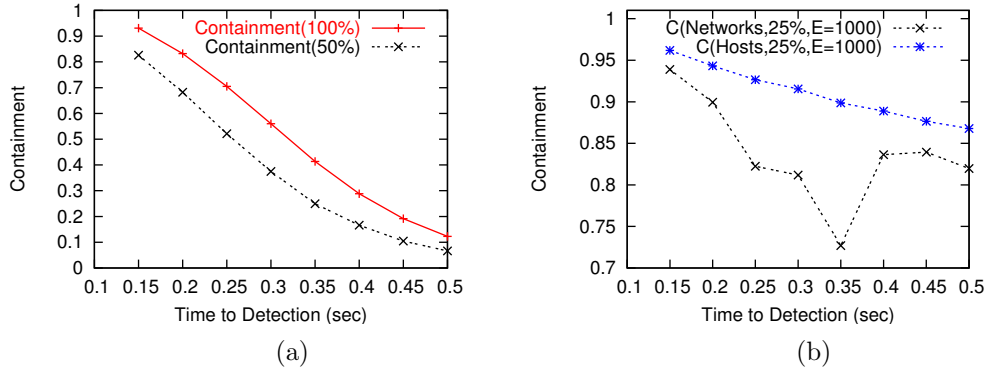 Containment(100%)
Containment(50%)
1
0.9
0.8
0.7
0.6
0.5
0.4
0.3
0.2
0.1
0
Containment
0.1 0.15 0.2 0.25 0.3 0.35 0.4 0.45 0.5
Time to Detection (sec)
(a)
C(Networks,25%,E=1000)
C(Hosts,25%,E=1000)
1
0.95
0.9
0.85
0.8
0.75
0.7
Containment
0.1 0.15 0.2 0.25 0.3 0.35 0.4 0.45 0.5
Time to Detection (sec)
(b)